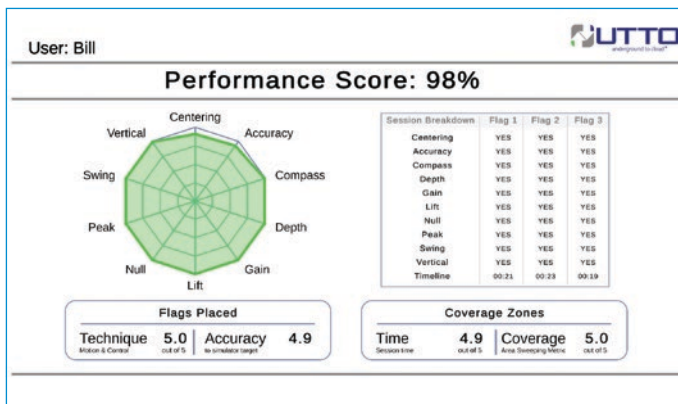 User: Bill
UTTO
underground to cloud
Performance Score: 98%
Centering
Vertical
Accuracy
Swing
Compass
Peak
Depth
Null
Gain
Lift
Session Breakdown Flag 1 Flag 2 Flag 3
Centering YES YES YES
Accuracy YES YES YES
Compass YES YES YES
Depth YES YES YES
Gain YES YES YES
Lift YES YES YES
Null YES YES YES
Peak YES YES YES
Swing YES YES YES
Vertical YES YES YES
Timeline 00:21 00:23 00:19
Flags Placed
Technique 5.0 Accuracy 4.9
Motion & Control out of 5 to simulator target
Coverage Zones
Time 4.9 Coverage 5.0
Session time out of 5 Area Sweeping Metric out of 5